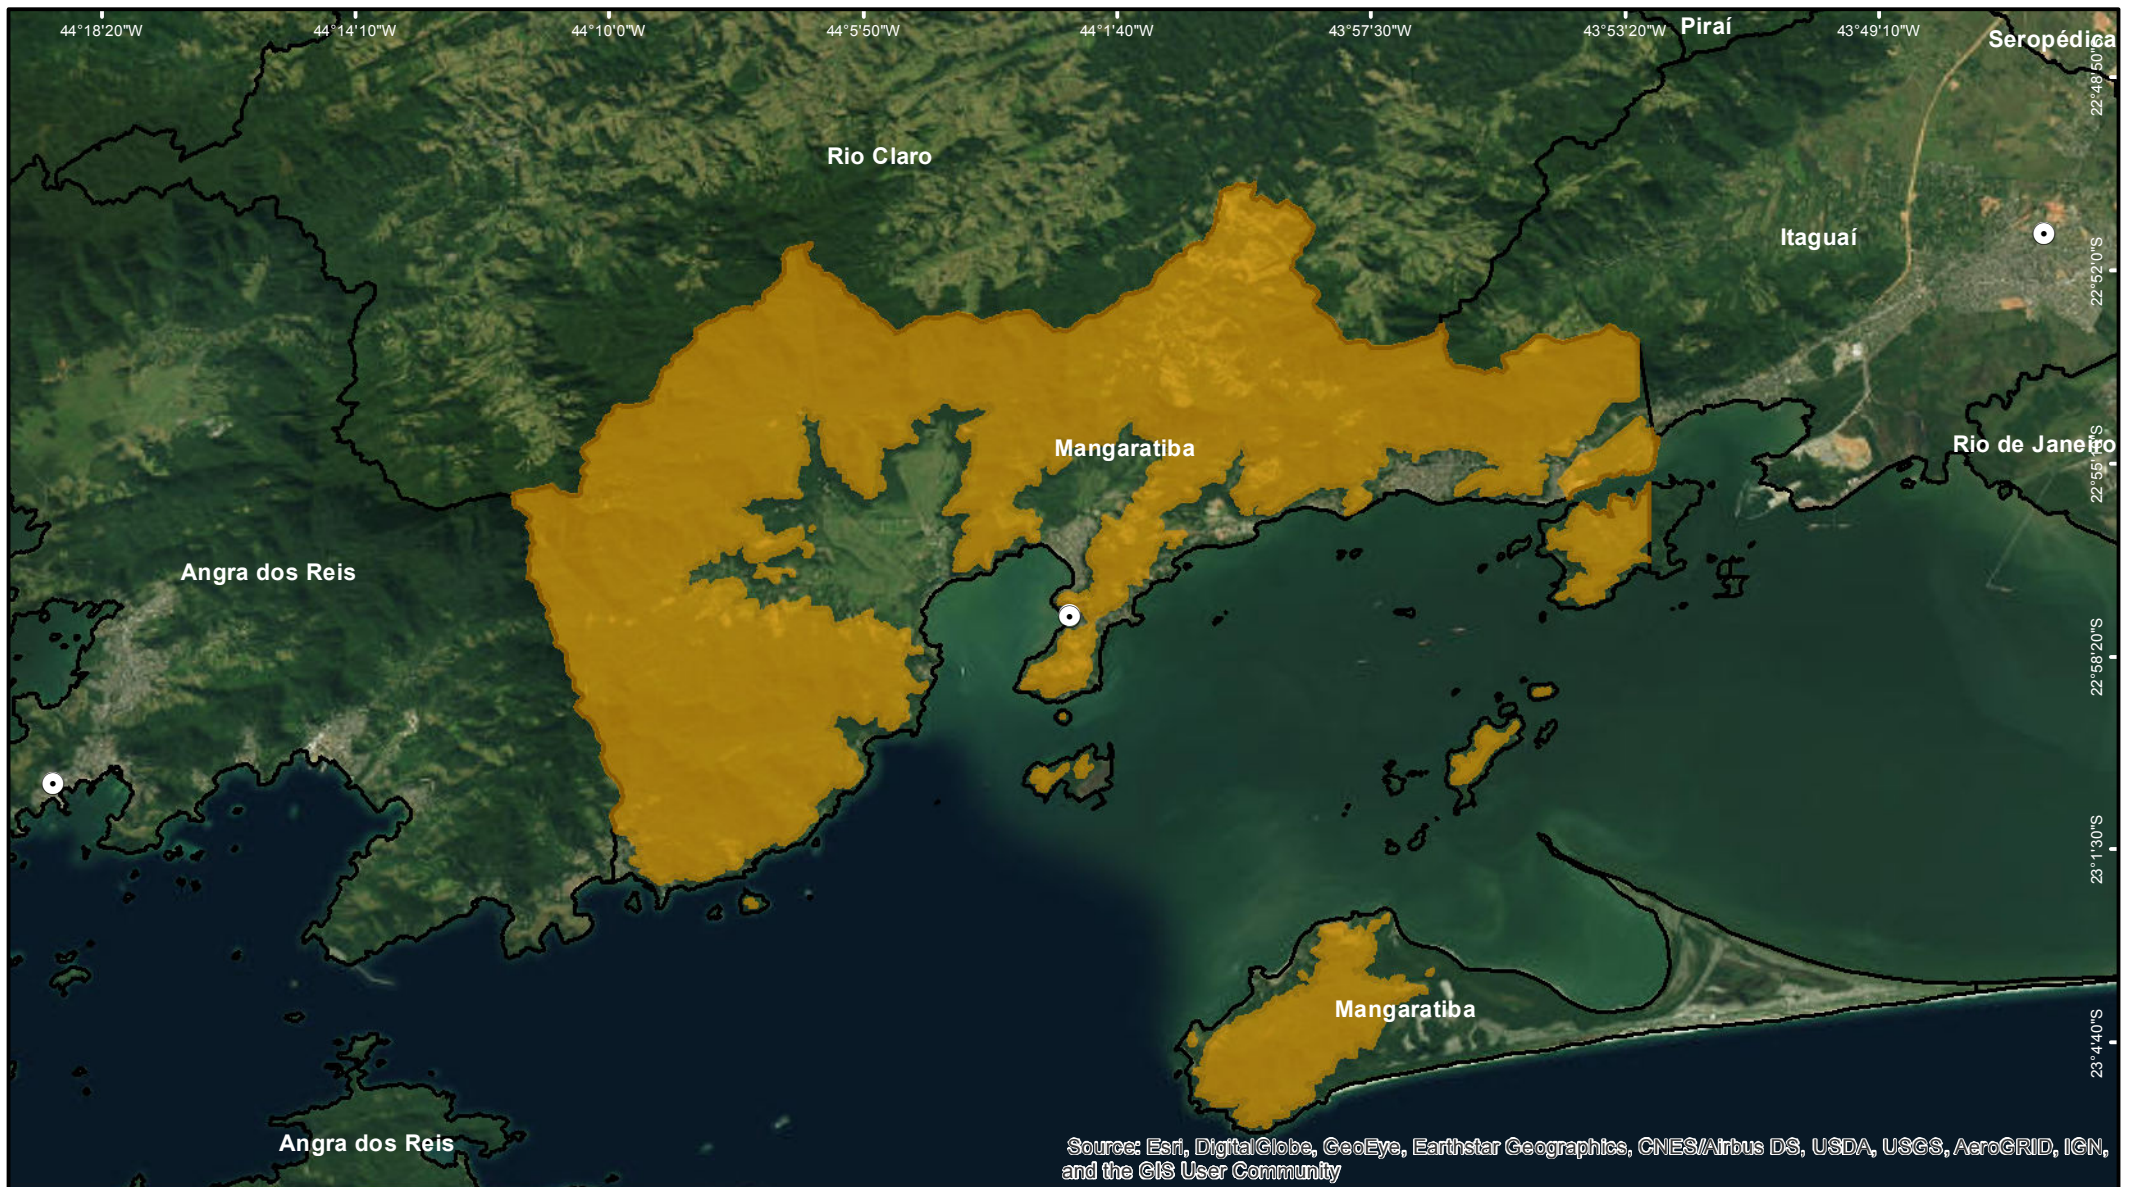 44°18'20"W
44°14'10"W
44°10'0"W
44°5'50"W
44°1'40"W
43°57'30"W
43°53'20"W
Piraí
43°49'10"W
Seropédica
22°48'50"S
Rio Claro
Itaguaí
22°52'0"S
Mangaratiba
Rio de Janeiro
Angra dos Reis
22°58'20"S
23°1'30"S
Mangaratiba
23°4'40"S
Angra dos Reis
Source: Esri, DigitalGlobe, GeoEye, Earthstar Geographics, CNES/Airbus DS, USDA, USGS, AeroGRID, IGN,
and the GIS User Community